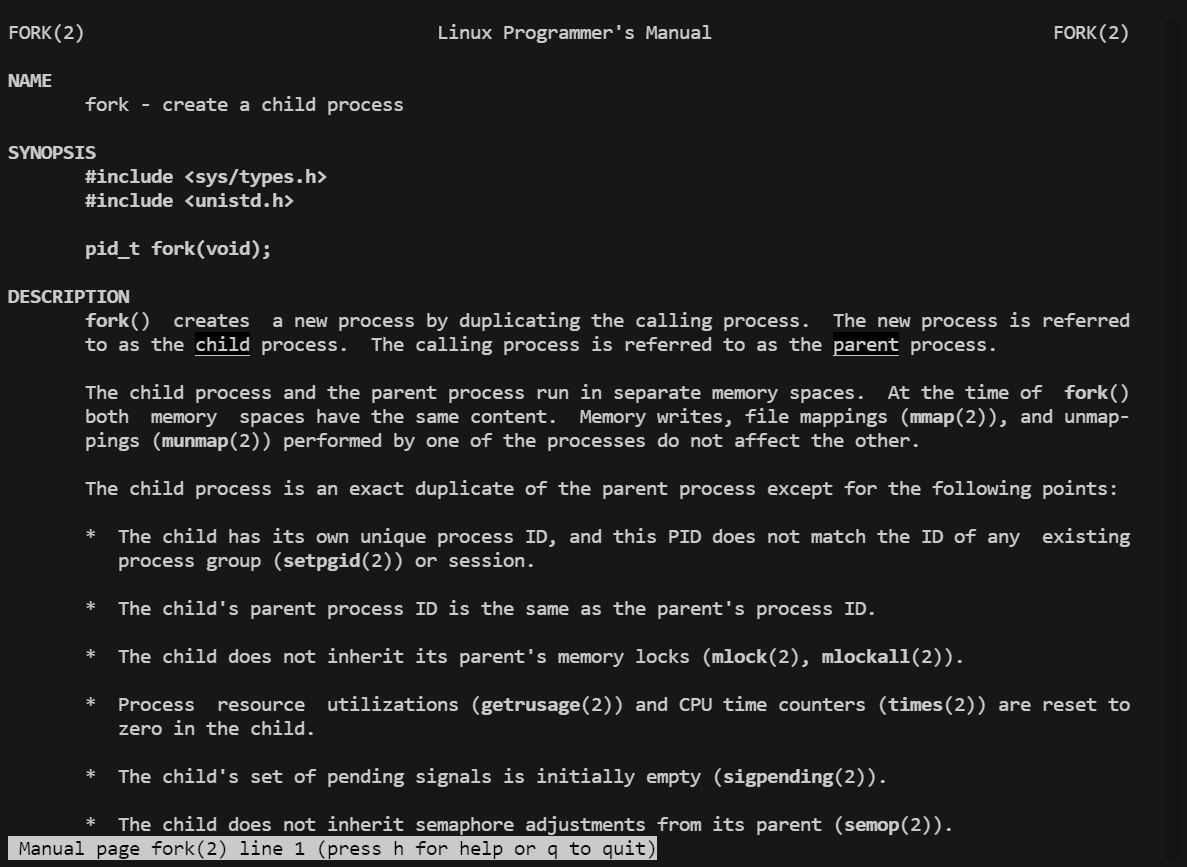 FORK(2) Linux Programmer's Manual FORK(2)
NAME
fork - create a child process
SYNOPSIS
#include <sys/types.h>
#include <unistd.h>
pid_t fork(void);
DESCRIPTION
fork() creates a new process by duplicating the calling process. The new process is referred
to as the child process. The calling process is referred to as the parent process.
The child process and the parent process run in separate memory spaces. At the time of fork()
both memory spaces have the same content. Memory writes, file mappings (mmap(2)), and unmap-
pings (munmap(2)) performed by one of the processes do not affect the other.
The child process is an exact duplicate of the parent process except for the following points:
* The child has its own unique process ID, and this PID does not match the ID of any existing
process group (setpgid(2)) or session.
* The child's parent process ID is the same as the parent's process ID.
* The child does not inherit its parent's memory locks (mlock(2), mlockall(2)).
* Process resource utilizations (getrusage(2)) and CPU time counters (times(2)) are reset to
zero in the child.
* The child's set of pending signals is initially empty (sigpending(2)).
* The child does not inherit semaphore adjustments from its parent (semop(2)).
Manual page fork(2) line 1 (press h for help or q to quit)